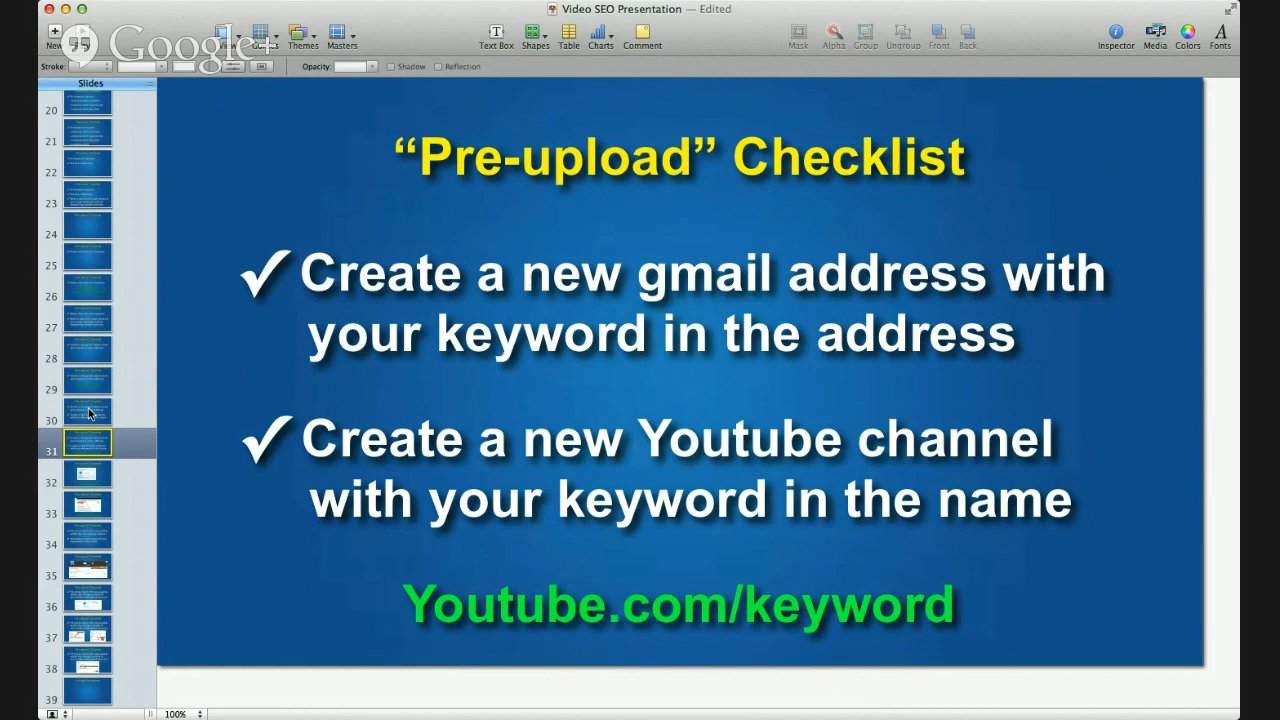 Video SEO Presentation — Edited
Google+
New
View
Themes
Masters
Text Box
Shapes
Table
Charts
Comment
Mask
Alpha
Group
Ungroup
Front
Back
Inspector
Media
Colors
Fonts
Stroke:
Opacity:
Shadow
Reflection
Slides
20
21
22
23
24
25
26
27
28
29
30
31
32
33
34
35
36
37
38
39
“Pre-upload” Checklist
✓ Create a new gmail address with
your keyword in the address
✓ Create a new Youtube channel
with your keyword in the name
Youtube.com/keyword
100%